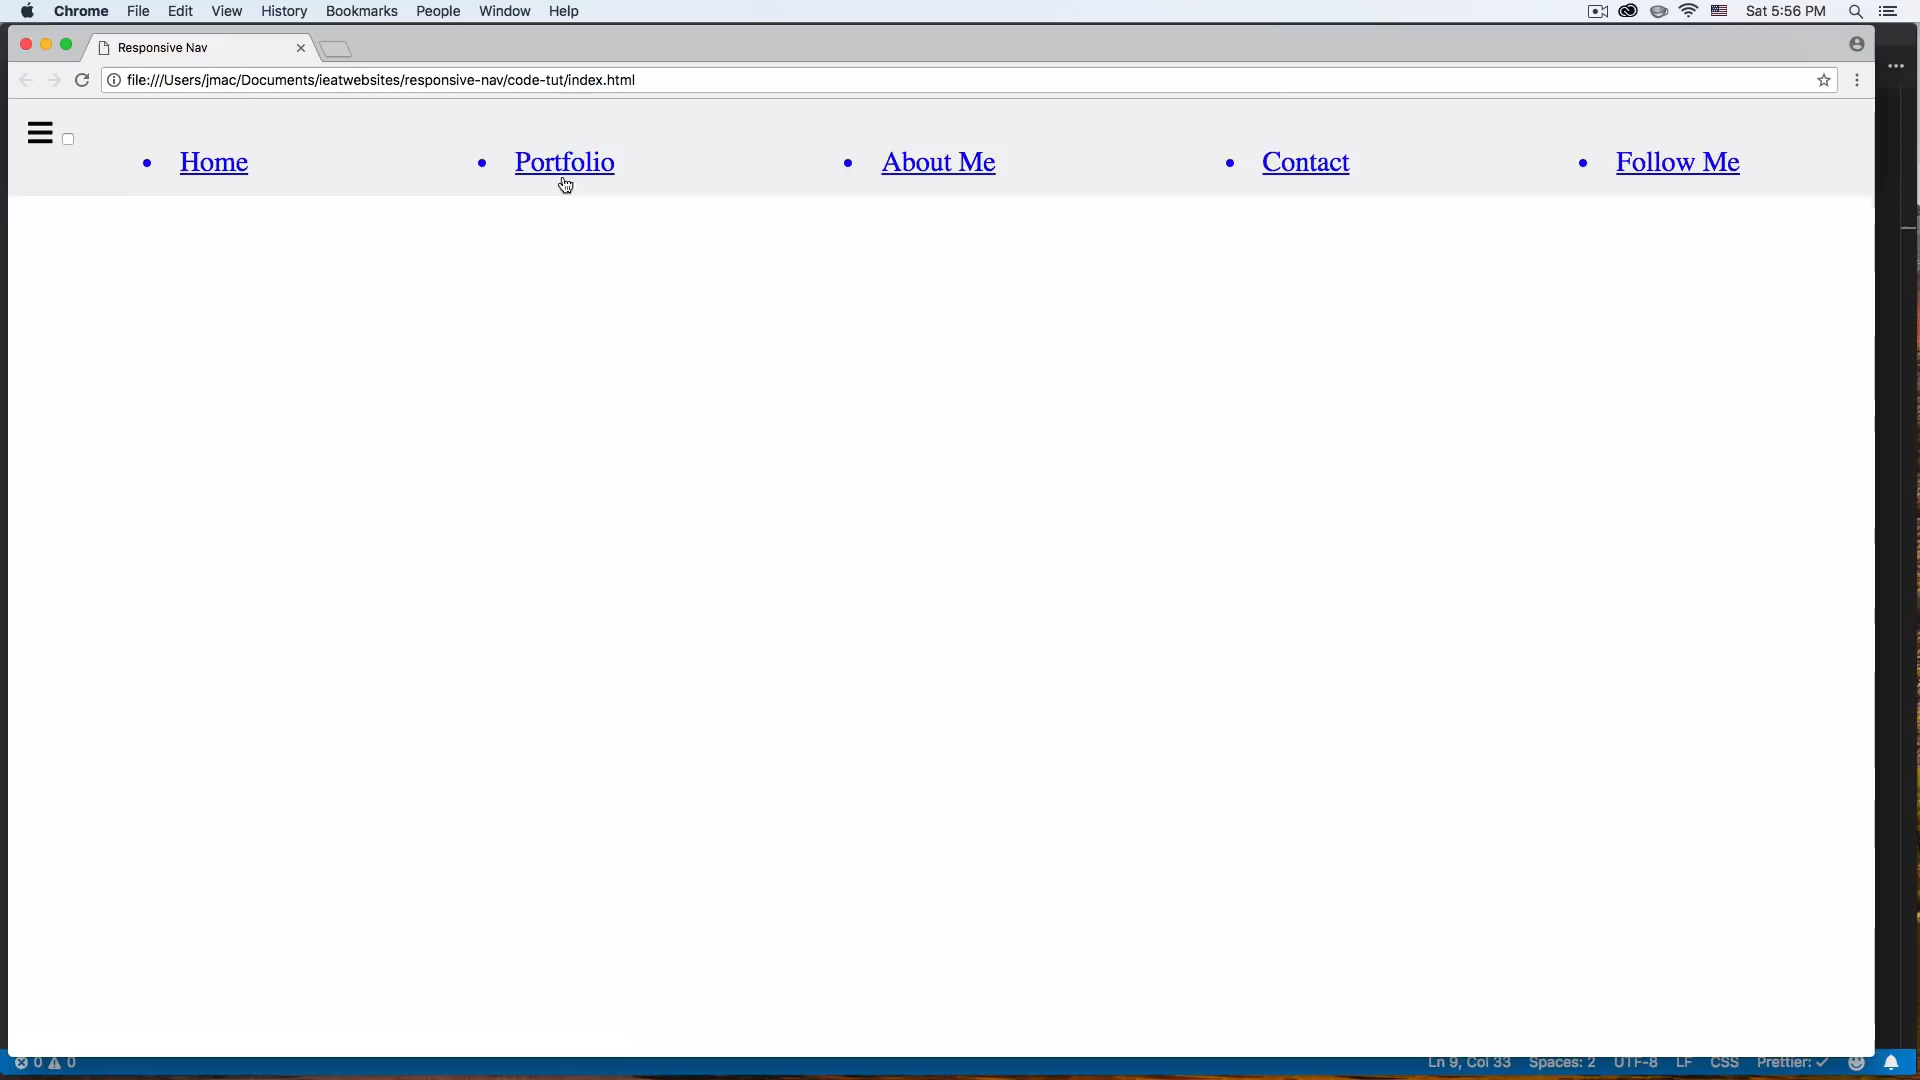 Chrome File Edit View History Bookmarks People Window Help Sat 5:56 PM
Responsive Nav
file:///Users/jmac/Documents/ieatwebsites/responsive-nav/code-tut/index.html
Home Portfolio About Me Contact Follow Me
0 0 Ln 9, Col 33 Spaces: 2 UTF-8 LF CSS Prettier: ✓